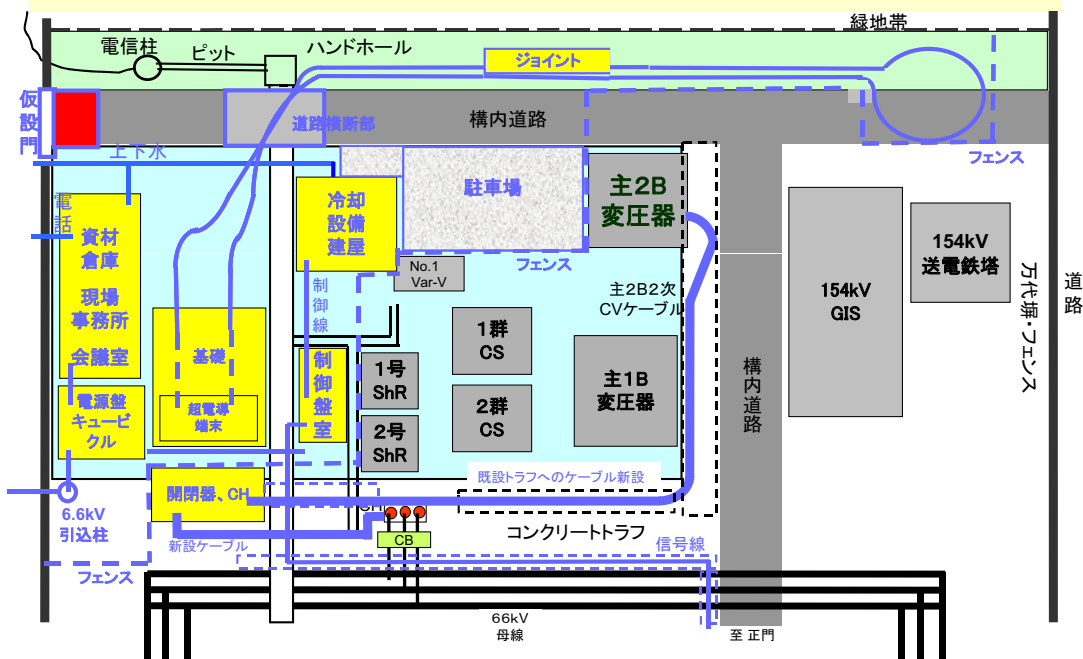 緑地帯
電信柱
ピット
ハンドホール
ジョイント
仮設門
道路横断部
構内道路
フェンス
上下水
電話
資材
倉庫
現場
事務所
会議室
冷却
設備
建屋
駐車場
主2B
変圧器
フェンス
No.1
Var-V
制御線
主2B2次
CVケーブル
154kV
送電鉄塔
154kV
GIS
万代塀・フェンス
道路
基礎
超電導
端末
制御盤室
1号
ShR
1群
CS
主1B
変圧器
構内道路
電源盤
キュービ
クル
2号
ShR
2群
CS
開閉器、CH
既設トラフへのケーブル新設
CH
6.6kV
引込柱
新設ケーブル
CB
コンクリートトラフ
信号線
フェンス
66kV
母線
至 正門